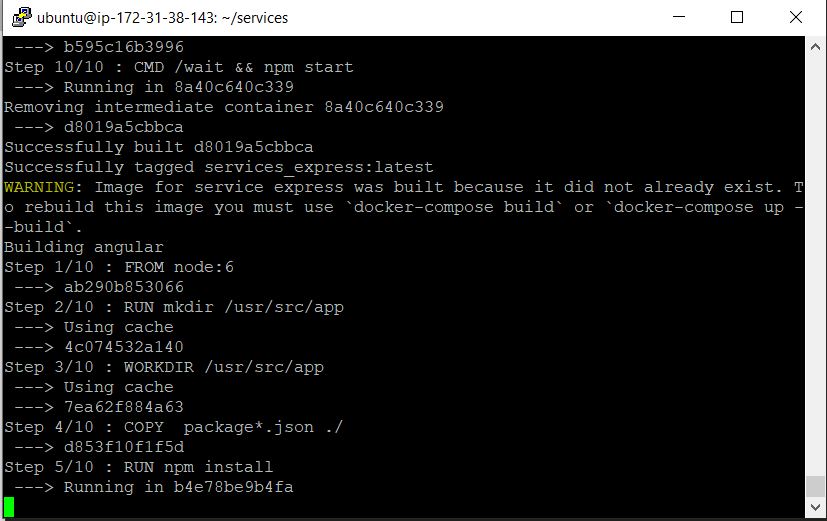 ubuntu@ip-172-31-38-143: ~/services
---> b595c16b3996
Step 10/10 : CMD /wait && npm start
---> Running in 8a40c640c339
Removing intermediate container 8a40c640c339
---> d8019a5cbbca
Successfully built d8019a5cbbca
Successfully tagged services_express:latest
WARNING: Image for service express was built because it did not already exist. T
o rebuild this image you must use `docker-compose build` or `docker-compose up -
-build`.
Building angular
Step 1/10 : FROM node:6
---> ab290b853066
Step 2/10 : RUN mkdir /usr/src/app
---> Using cache
---> 4c074532a140
Step 3/10 : WORKDIR /usr/src/app
---> Using cache
---> 7ea62f884a63
Step 4/10 : COPY  package*.json ./
---> d853f10f1f5d
Step 5/10 : RUN npm install
---> Running in b4e78be9b4fa